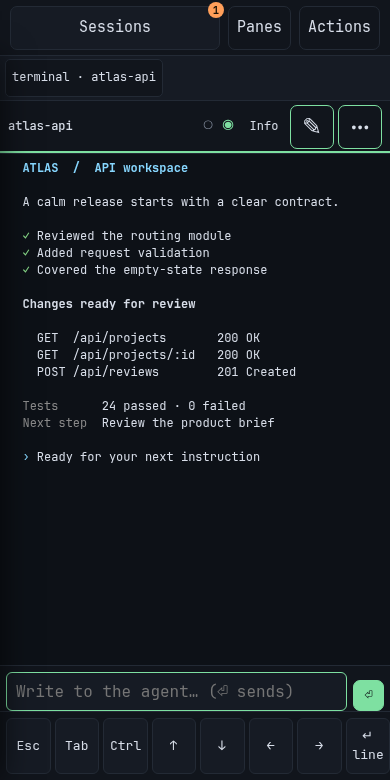 Sessions
1
Panes
Actions
terminal · atlas-api
atlas-api
Info
✎
•••
ATLAS / API workspace
A calm release starts with a clear contract.
✓ Reviewed the routing module
✓ Added request validation
✓ Covered the empty-state response
Changes ready for review
GET /api/projects 200 OK
GET /api/projects/:id 200 OK
POST /api/reviews 201 Created
Tests 24 passed · 0 failed
Next step Review the product brief
› Ready for your next instruction
Write to the agent… (⏎ sends)
⏎
Esc
Tab
Ctrl
↑
↓
←
→
↵
line